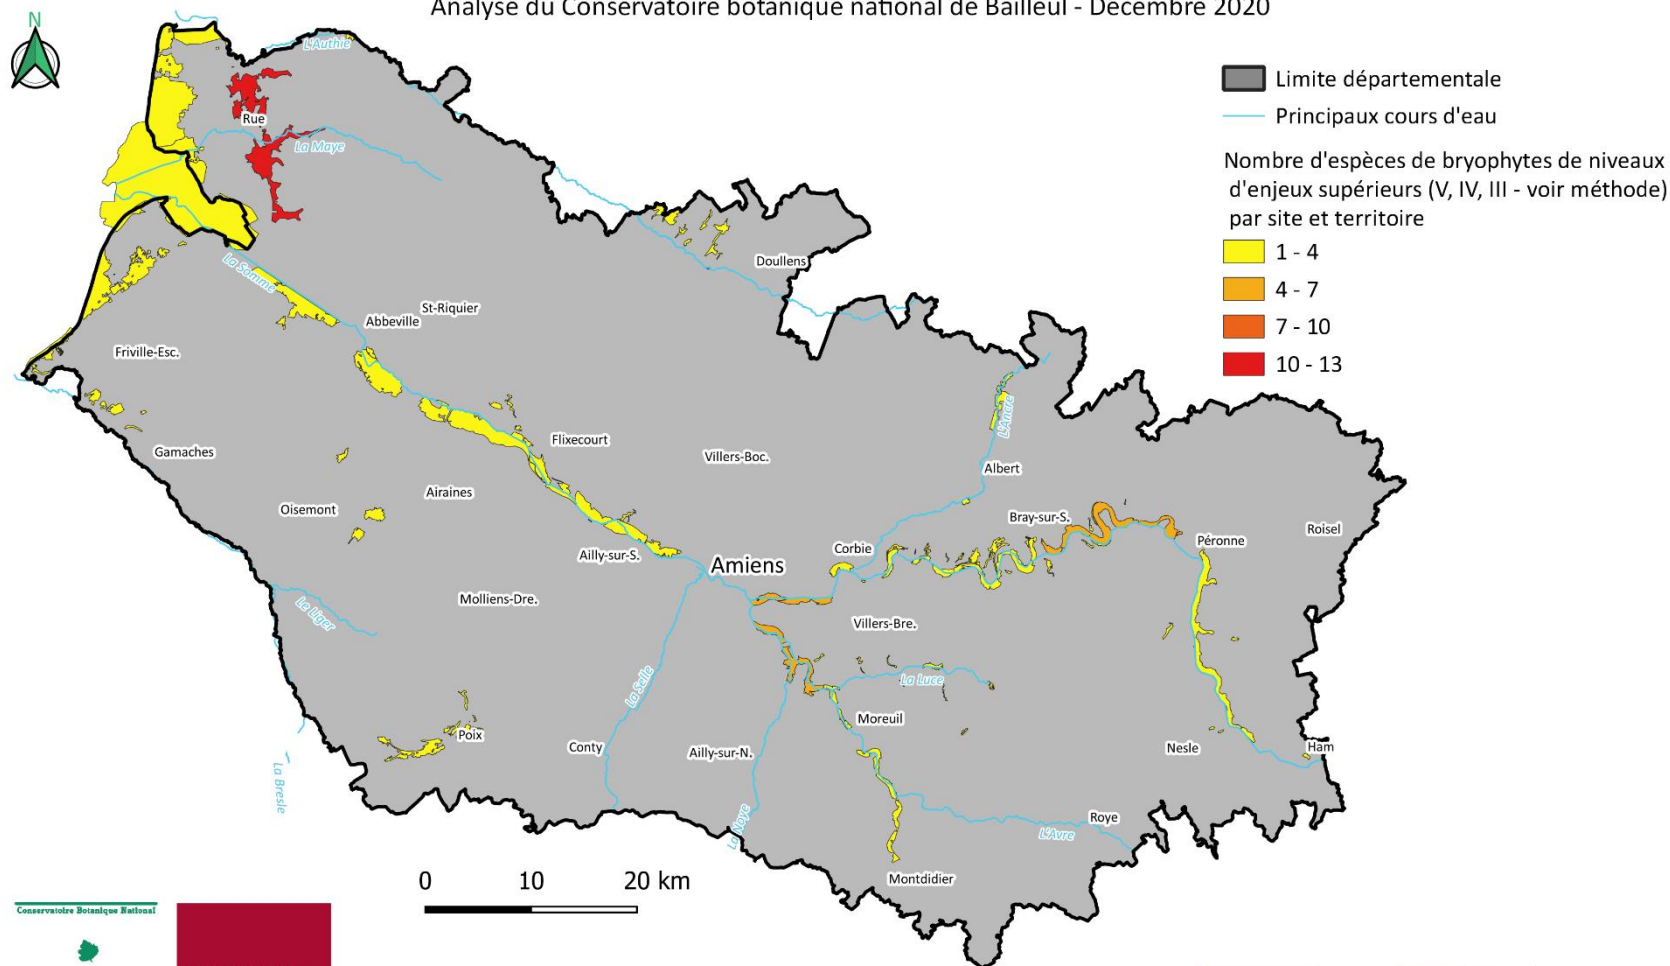 Analyse du Conservatoire botanique national de Bailleul - Décembre 2020
N
Limite départementale
Principaux cours d'eau
Nombre d'espèces de bryophytes de niveaux
d'enjeux supérieurs (V, IV, III - voir méthode)
par site et territoire
1 - 4
4 - 7
7 - 10
10 - 13
L'Authie
Rue
La Maye
Doullens
La Somme
St-Riquier
Abbeville
Friville-Esc.
L'Ancre
Flixecourt
Gamaches
Villers-Boc.
Albert
Airaines
Oisemont
Bray-sur-S.
Roisel
Péronne
Corbie
Ailly-sur-S.
Amiens
Molliens-Dre.
Le Liger
Villers-Bre.
La Selle
La Luce
Moreuil
Poix
Conty
Ailly-sur-N.
Nesle
Ham
La Bresle
La Noye
Roye
L'Avre
Montdidier
0 10 20 km
Conservatoire Botanique National